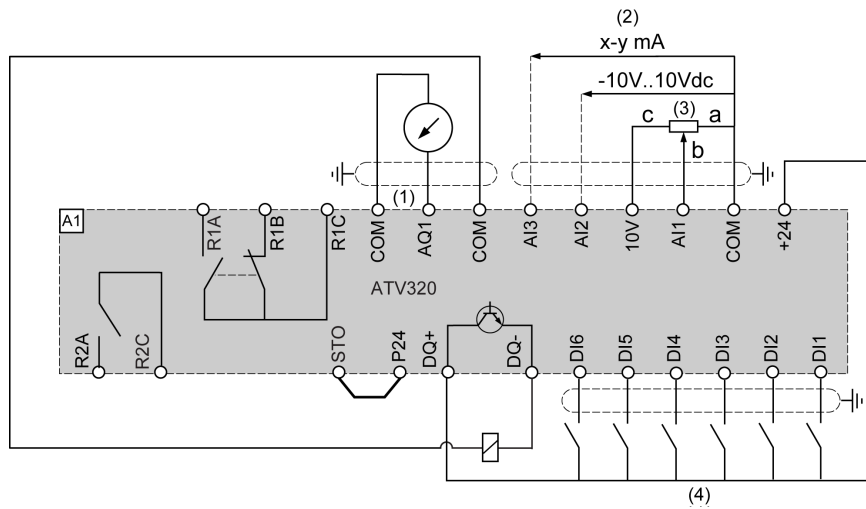 (2)
x-y mA
-10V..10Vdc
c
(3)
a
b
(1)
A1
R1A
R1B
R1C
COM
AQ1
COM
AI3
AI2
10V
AI1
COM
+24
ATV320
R2A
R2C
STO
P24
DQ+
DQ-
DI6
DI5
DI4
DI3
DI2
DI1
(4)